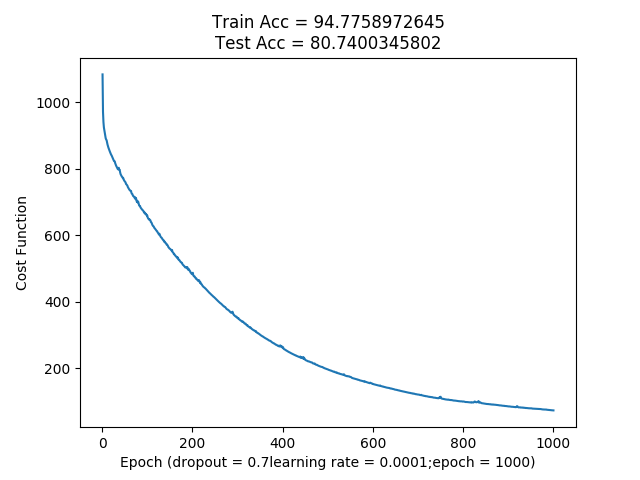 Train Acc = 94.7758972645
Test Acc = 80.7400345802
1000
800
600
400
200
Cost Function
0 200 400 600 800 1000
Epoch (dropout = 0.7learning rate = 0.0001;epoch = 1000)